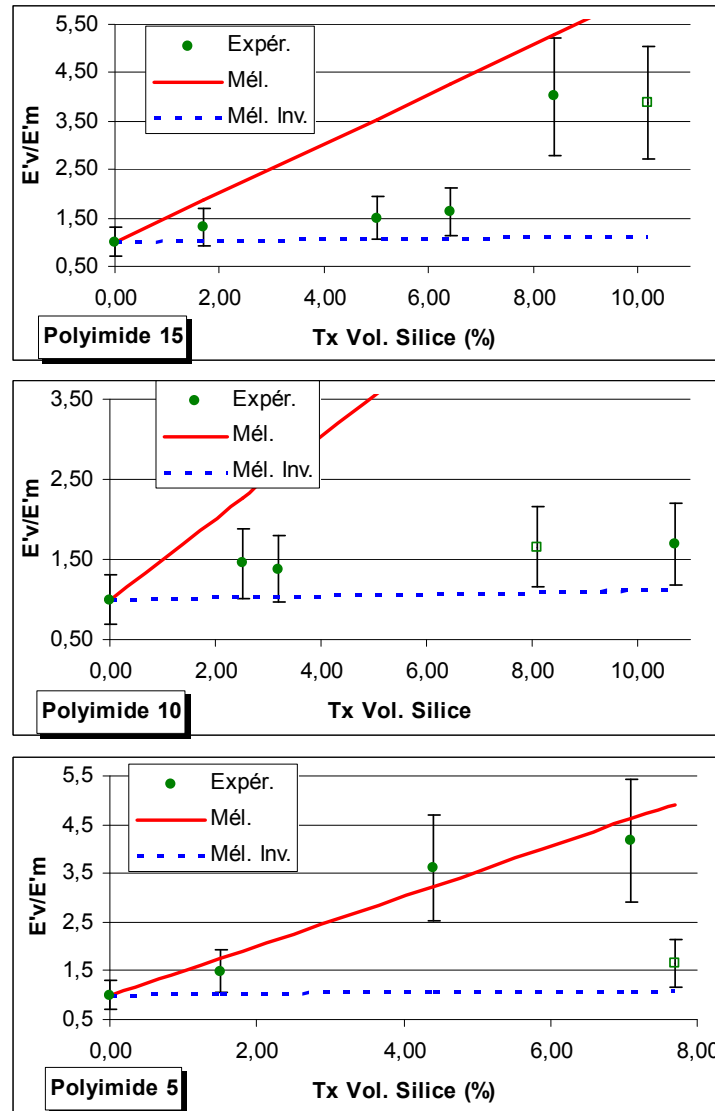 5,50
4,50
3,50
2,50
1,50
0,50
E'v/E'm
Expér.
Mél.
Mél. Inv.
0,00 2,00 4,00 6,00 8,00 10,00
Polyimide 15
Tx Vol. Silice (%)
3,50
2,50
1,50
0,50
E'v/E'm
Expér.
Mél.
Mél. Inv.
0,00 2,00 4,00 6,00 8,00 10,00
Polyimide 10
Tx Vol. Silice
5,5
4,5
3,5
2,5
1,5
0,5
E'v/E'm
Expér.
Mél.
Mél. Inv.
0,00 2,00 4,00 6,00 8,00
Polyimide 5
Tx Vol. Silice (%)